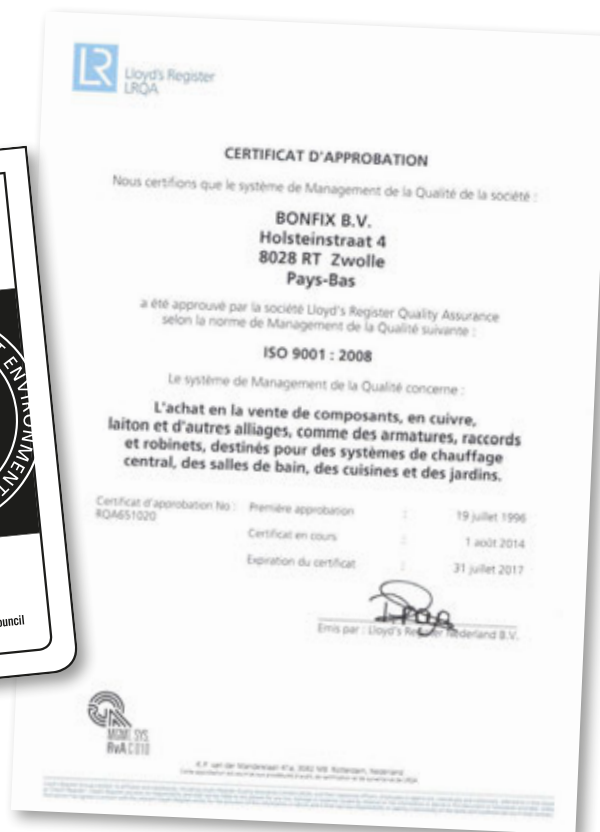 LR
Lloyd's Register
LRQA
CERTIFICAT D'APPROBATION
Nous certifions que le système de Management de la Qualité de la société :
BONFIX B.V.
Holsteinstraat 4
8028 RT Zwolle
Pays-Bas
a été approuvé par la société Lloyd's Register Quality Assurance
selon la norme de Management de la Qualité suivante :
ISO 9001 : 2008
Le système de Management de la Qualité concerne :
L'achat en la vente de composants, en cuivre,
laiton et d'autres alliages, comme des armatures, raccords
et robinets, destinés pour des systèmes de chauffage
central, des salles de bain, des cuisines et des jardins.
Certificat d'approbation No :
RQA651020
Première approbation : 19 juillet 1996
Certificat en cours : 1 août 2014
Expiration du certificat : 31 juillet 2017
Emis par : Lloyd's Register Nederland B.V.
MGMT SYS
RvA C 010
ENVIRONMENT
ouncil